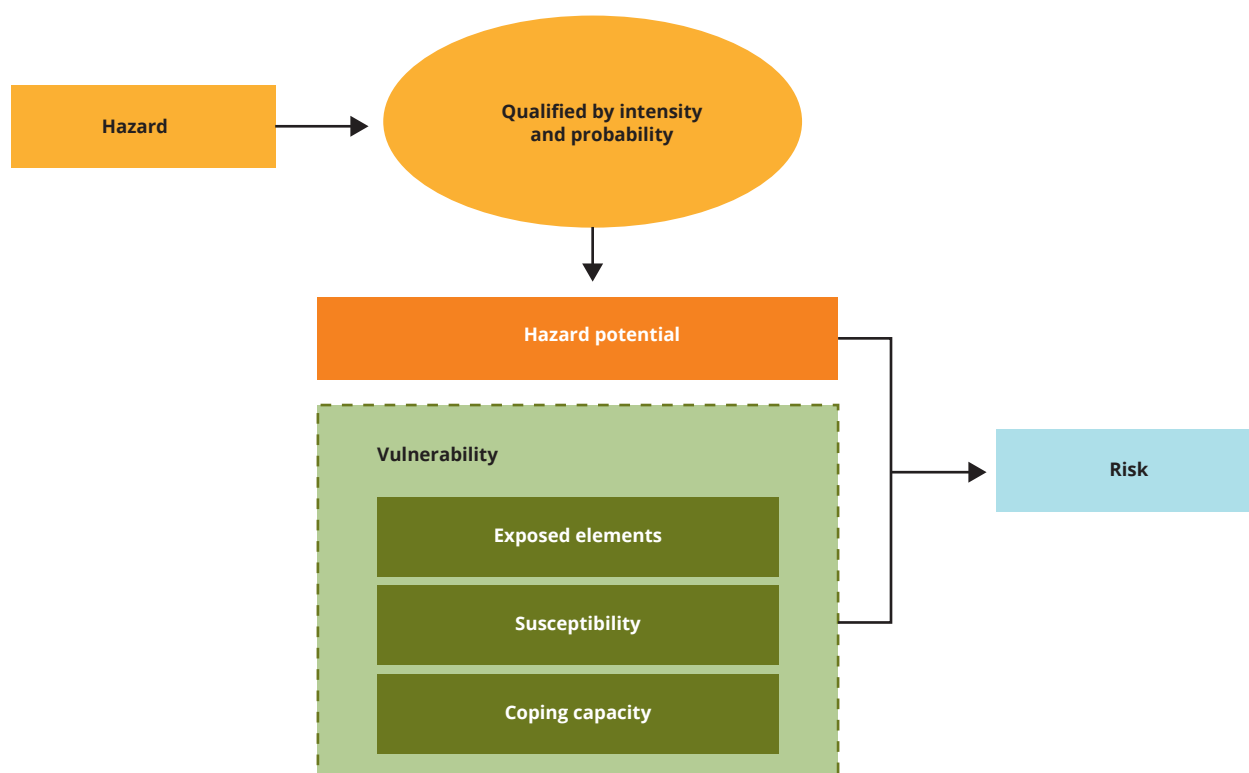 Hazard
Qualified by intensity
and probability
Hazard potential
Vulnerability
Exposed elements
Susceptibility
Coping capacity
Risk